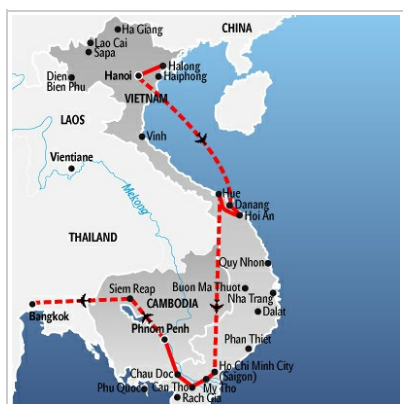 Ha Giang
CHINA
Lao Cai
Sapa
Dien
Bien Phu
Hanoi
Halong
Haiphong
VIETNAM
LAOS
Vinh
Vientiane
Mekong
Hue
Danang
Hoi An
THAILAND
Quy Nhon
Siem Reap
Buon Ma Thuot
Nha Trang
Dalat
CAMBODIA
Bangkok
Phnom Penh
Phan Thiet
Ho Chi Minh City
(Saigon)
Chau Doc
Phu Quoc
Can Tho
My Tho
Rach Gia